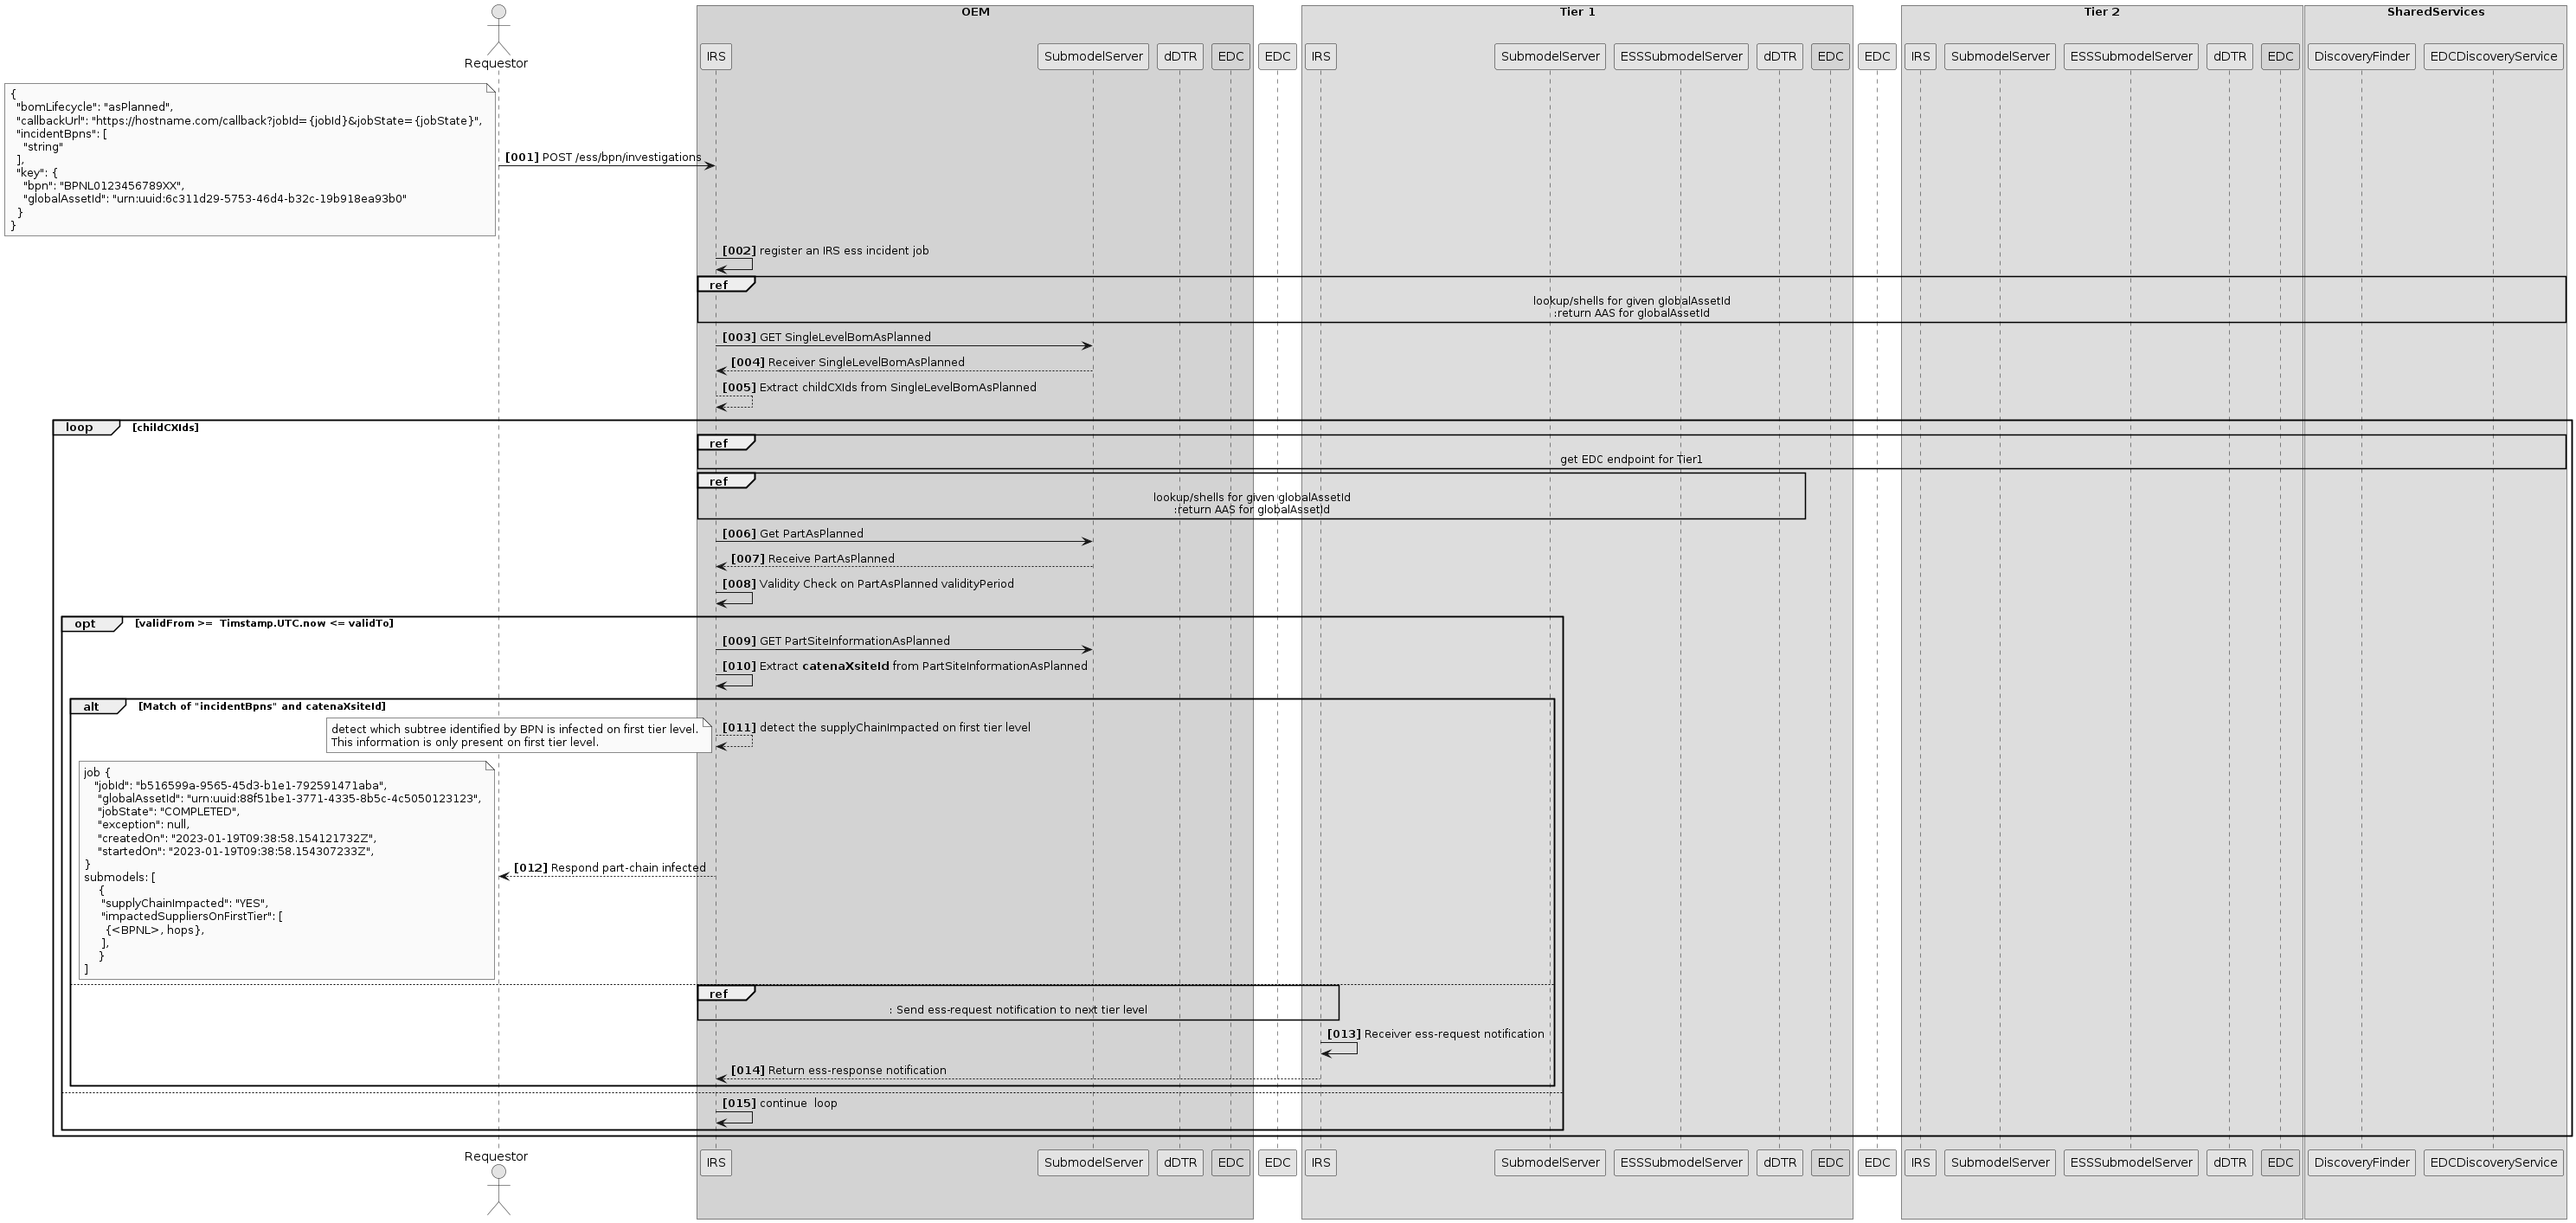 OEM
Tier 1
Tier 2
SharedServices
Requestor
IRS
SubmodelServer
dDTR
EDC
EDC
IRS
SubmodelServer
ESSSubmodelServer
dDTR
EDC
EDC
IRS
SubmodelServer
ESSSubmodelServer
dDTR
EDC
DiscoveryFinder
EDCDiscoveryService
{
"bomLifecycle": "asPlanned",
"callbackUrl": "https://hostname.com/callback?jobId={jobId}&jobState={jobState}",
"incidentBpns": [
"string"
],
"key": {
"bpn": "BPNL0123456789XX",
"globalAssetId": "urn:uuid:6c311d29-5753-46d4-b32c-19b918ea93b0"
}
}
[001] POST /ess/bpn/investigations
[002] register an IRS ess incident job
ref
lookup/shells for given globalAssetId
:return AAS for globalAssetId
[003] GET SingleLevelBomAsPlanned
[004] Receiver SingleLevelBomAsPlanned
[005] Extract childCXIds from SingleLevelBomAsPlanned
loop [childCXIds]
ref
get EDC endpoint for Tier1
ref
lookup/shells for given globalAssetId
:return AAS for globalAssetId
[006] Get PartAsPlanned
[007] Receive PartAsPlanned
[008] Validity Check on PartAsPlanned validityPeriod
opt [validFrom >=  Timstamp.UTC.now <= validTo]
[009] GET PartSiteInformationAsPlanned
[010] Extract catenaXsiteId from PartSiteInformationAsPlanned
alt [Match of "incidentBpns" and catenaXsiteId]
detect which subtree identified by BPN is infected on first tier level.
This information is only present on first tier level.
[011] detect the supplyChainImpacted on first tier level
job {
"jobId": "b516599a-9565-45d3-b1e1-792591471aba",
"globalAssetId": "urn:uuid:88f51be1-3771-4335-8b5c-4c5050123123",
"jobState": "COMPLETED",
"exception": null,
"createdOn": "2023-01-19T09:38:58.154121732Z",
"startedOn": "2023-01-19T09:38:58.154307233Z",
}
submodels: [
{
"supplyChainImpacted": "YES",
"impactedSuppliersOnFirstTier": [
{<BPNL>, hops},
],
}
]
[012] Respond part-chain infected
ref
: Send ess-request notification to next tier level
[013] Receiver ess-request notification
[014] Return ess-response notification
[015] continue  loop
Requestor
IRS
SubmodelServer
dDTR
EDC
EDC
IRS
SubmodelServer
ESSSubmodelServer
dDTR
EDC
EDC
IRS
SubmodelServer
ESSSubmodelServer
dDTR
EDC
DiscoveryFinder
EDCDiscoveryService